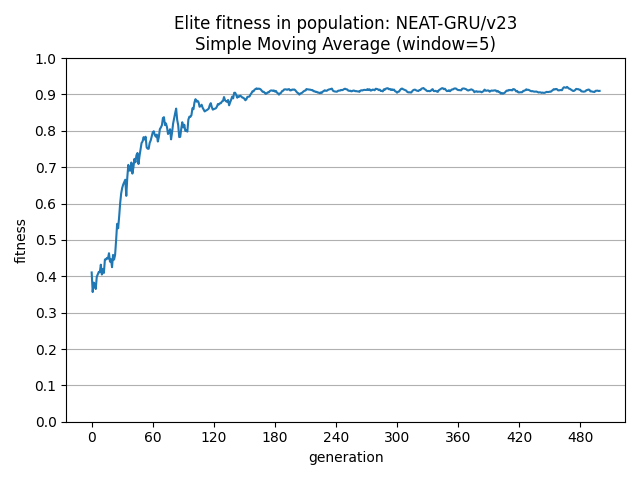 Elite fitness in population: NEAT-GRU/v23
Simple Moving Average (window=5)
1.0
0.9
0.8
0.7
0.6
0.5
0.4
0.3
0.2
0.1
0.0
fitness
0 60 120 180 240 300 360 420 480
generation